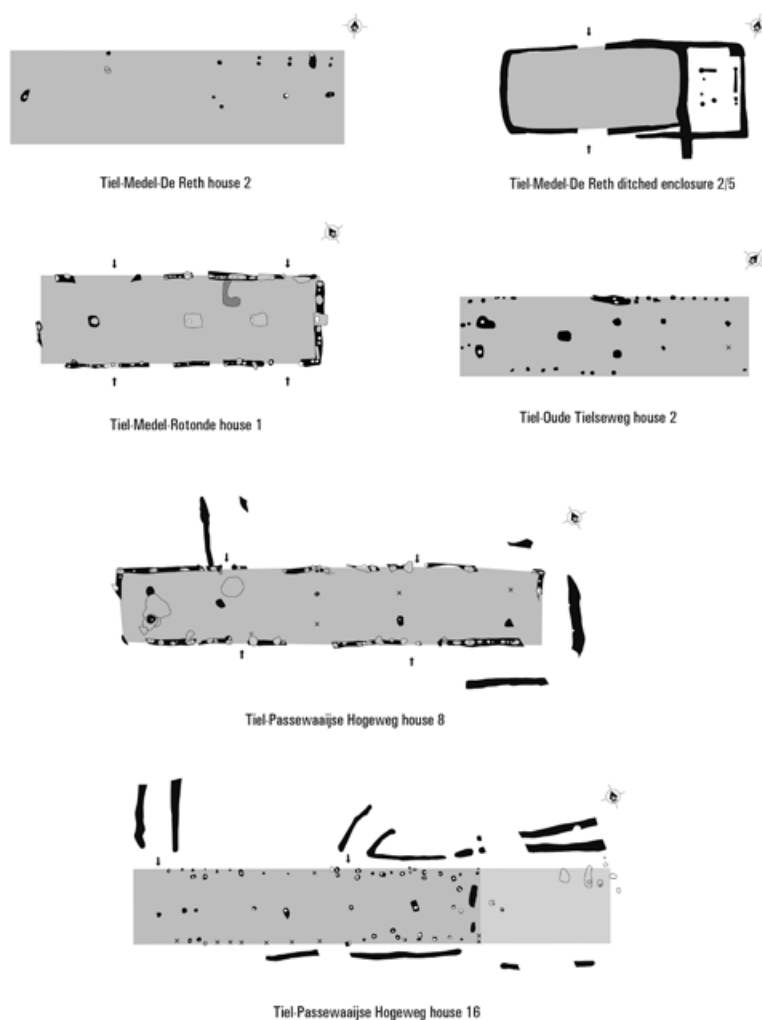 Tiel-Medel-De Reth house 2
Tiel-Medel-De Reth ditched enclosure 2/5
Tiel-Medel-Rotonde house 1
Tiel-Oude Tielseweg house 2
Tiel-Passewaaijse Hogeweg house 8
Tiel-Passewaaijse Hogeweg house 16